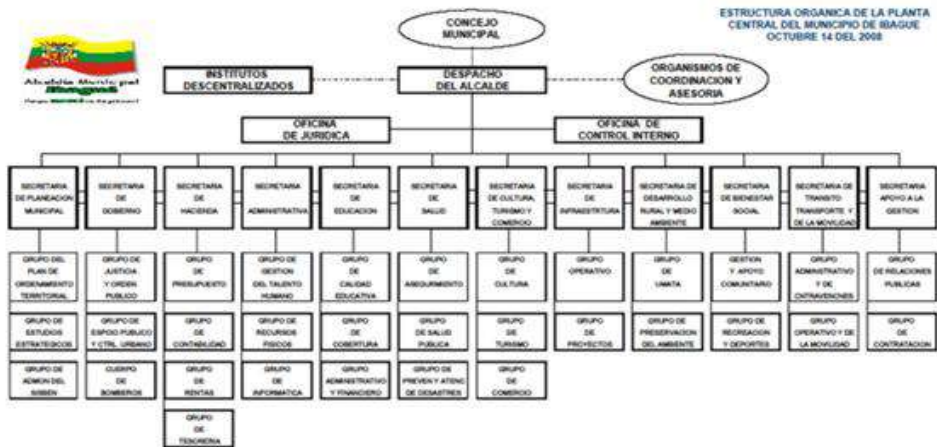 CONCEJO
MUNICIPAL
ESTRUCTURA ORGANICA DE LA PLANTA
CENTRAL DEL MUNICIPIO DE IBAGUE
OCTUBRE 14 DEL 2008
Alcaldía Municipal
Ibagué
INSTITUTOS
DESCENTRALIZADOS
DESPACHO
DEL ALCALDE
ORGANISMOS DE
COORDINACION Y
ASESORIA
OFICINA
DE JURIDICA
OFICINA DE
CONTROL INTERNO
SECRETARIA
DE PLANEACION
MUNICIPAL
SECRETARIA
DE
GOBIERNO
SECRETARIA
DE
HACIENDA
SECRETARIA
ADMINISTRATIVA
SECRETARIA
DE
EDUCACION
SECRETARIA
DE
SALUD
SECRETARIA
DE CULTURA,
TURISMO Y
COMERCIO
SECRETARIA
DE
INFRAESTRTURA
SECRETARIA DE
DESARROLLO
RURAL Y MEDIO
AMBIENTE
SECRETARIA
DE BIENESTAR
SOCIAL
SECRETARIA DE
TRANSITO
TRANSPORTE Y
DE LA MOVILIDAD
SECRETARIA
APOYO A LA
GESTION
GRUPO DEL
PLAN DE
ORDENAMIENTO
TERRITORIAL
GRUPO DE
JUSTICIA
Y ORDEN
PUBLICO
GRUPO
DE
PRESUPUESTO
GRUPO DE
GESTION
DEL TALENTO
HUMANO
GRUPO
DE
CALIDAD
EDUCATIVA
GRUPO
DE
ASEGURMIENTO
GRUPO
DE
CULTURA
GRUPO
OPERATIVO
GRUPO
DE
UMATA
GESTION
Y APOYO
COMUNITARIO
GRUPO
ADMINISTRATIVO
Y DE
CNTRAVENCNES
GRUPO
DE RELACIONES
PUBLICAS
GRUPO DE
ESTUDIOS
ESTRATEGICOS
GRUPO DE
ESPCIO PUBLICO
Y CTRL. URBANO
GRUPO
DE
CONTABILIDAD
GRUPO DE
RECURSOS
FISICOS
GRUPO
DE
COBERTURA
GRUPO
DE SALUD
PUBLICA
GRUPO
DE
TURISMO
GRUPO
DE
PROYECTOS
GRUPO DE
PRESERVACION
DEL AMBIENTE
GRUPO DE
RECREACION
Y DEPORTES
GRUPO
OPERATIVO Y DE
LA MOVILIDAD
GRUPO
DE
CONTRATACION
GRUPO DE
ADMON DEL
SISBEN
CUERPO
DE
BOMBEROS
GRUPO
DE
RENTAS
GRUPO
DE
INFORMATICA
GRUPO
ADMINISTRATIVO
Y FINANCIERO
GRUPO DE
PREVEN Y ATENC
DE DESASTRES
GRUPO
DE
COMERCIO
GRUPO
DE
TESORERIA